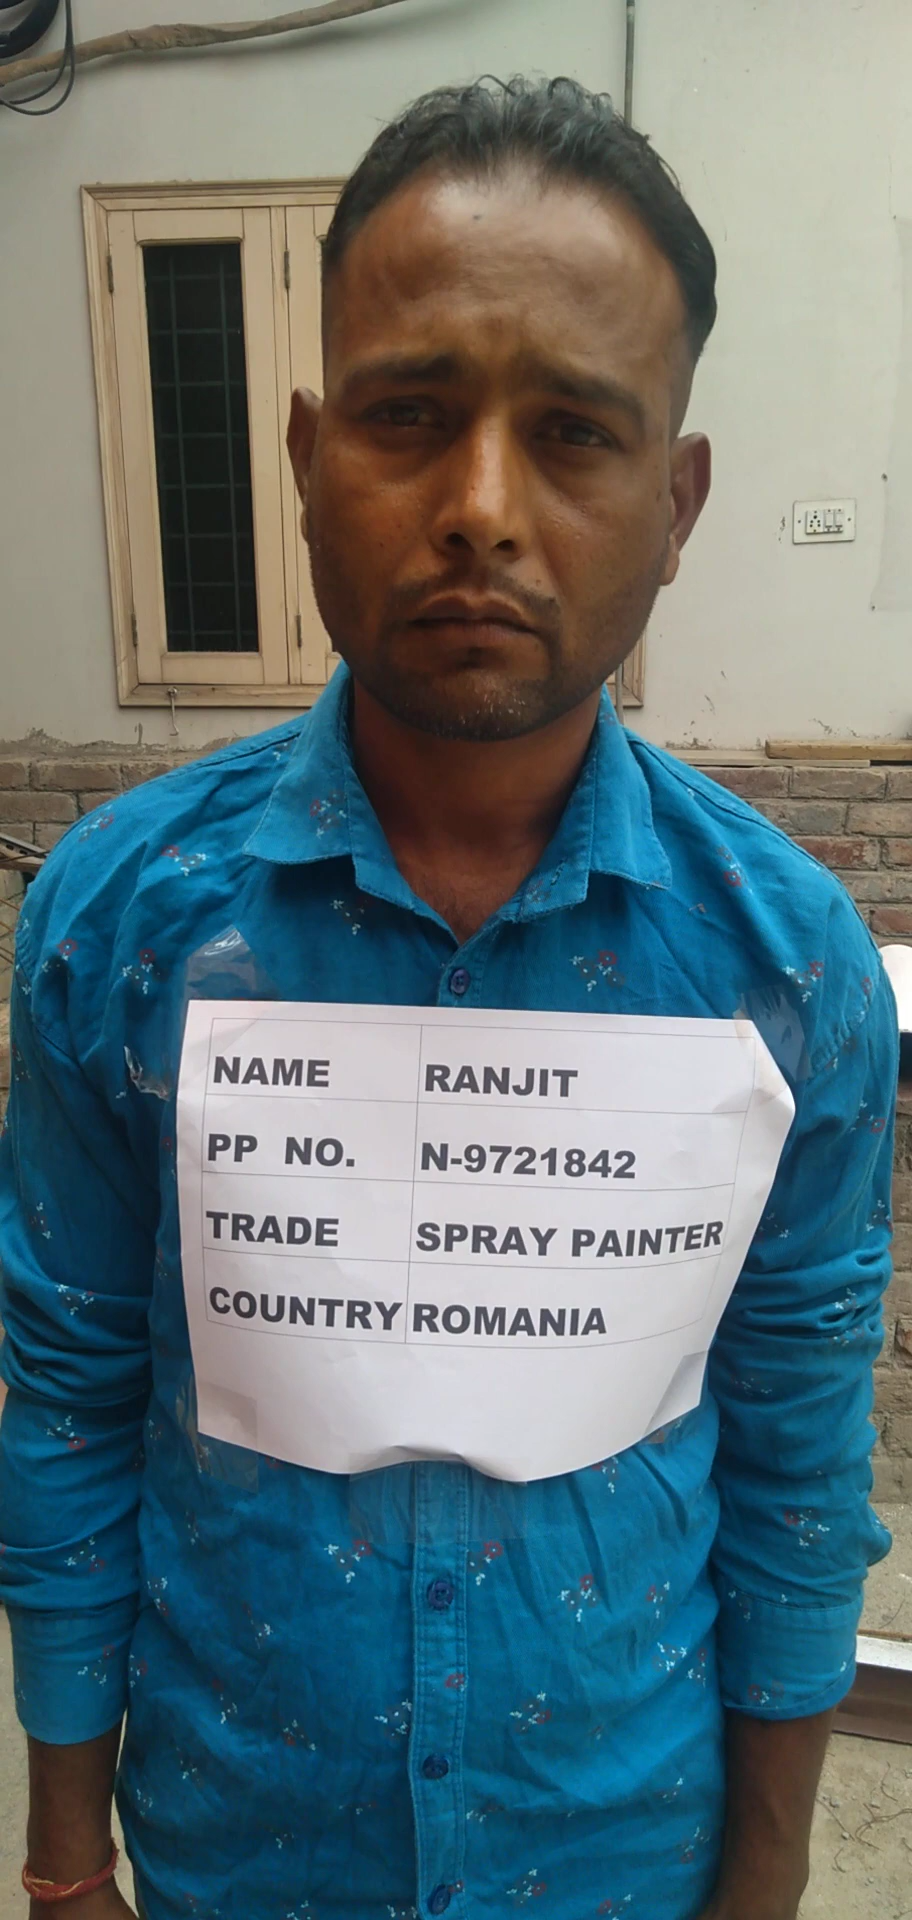 NAME RANJIT
PP NO. N-9721842
TRADE SPRAY PAINTER
COUNTRY ROMANIA